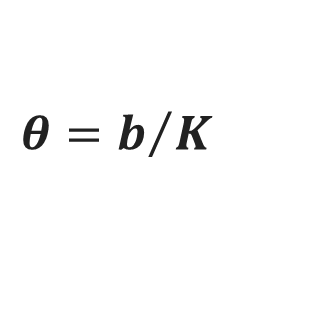 θ = b/K